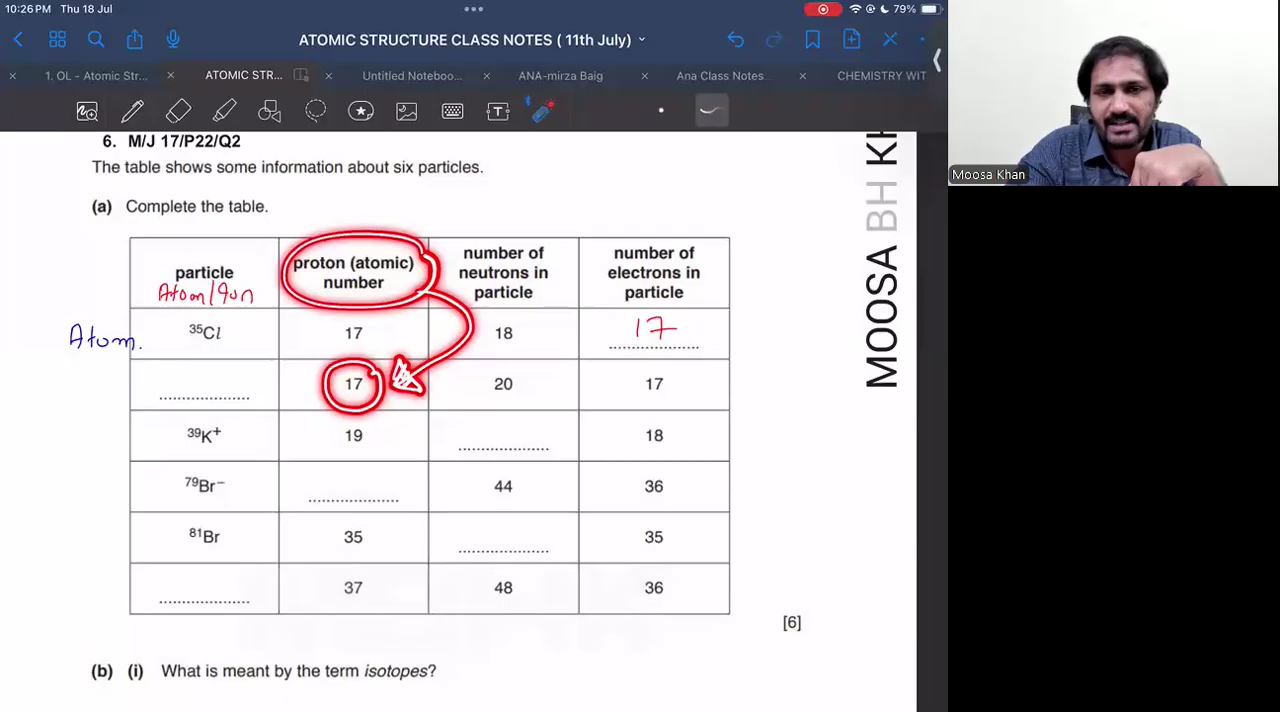 10:26 PM Thu 18 Jul
79%
ATOMIC STRUCTURE CLASS NOTES ( 11th July)
1. OL - Atomic Str...
ATOMIC STR...
Untitled Noteboo...
ANA-mirza Baig
Ana Class Notes
CHEMISTRY WIT
Moosa Khan
6. M/J 17/P22/Q2
The table shows some information about six particles.
(a) Complete the table.
particle
Atom/Ion
proton (atomic)
number
number of
neutrons in
particle
number of
electrons in
particle
Atom.
³⁵Cl 17 18 17
.................... 17 20 17
³⁹K⁺ 19 .................... 18
⁷⁹Br⁻ .................... 44 36
⁸¹Br 35 .................... 35
.................... 37 48 36
[6]
(b) (i) What is meant by the term isotopes?
MOOSA BH